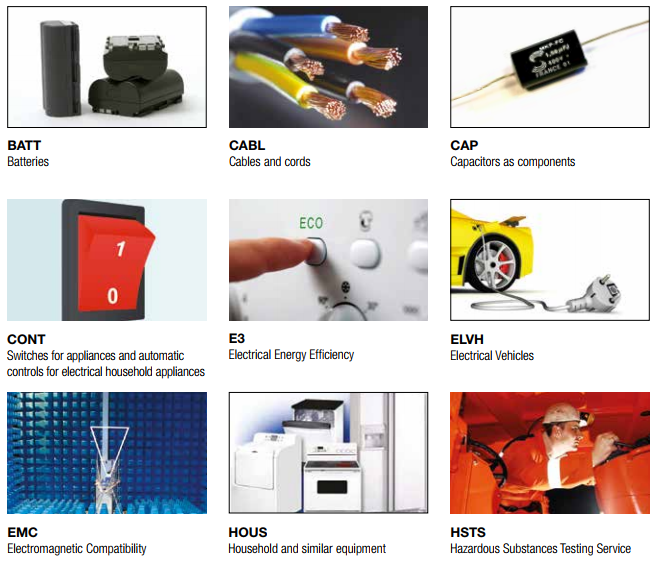 MKP-FC
400V
FRANCE 91
BATT
Batteries
CABL
Cables and cords
CAP
Capacitors as components
1
0
ECO
CONT
Switches for appliances and automatic
controls for electrical household appliances
E3
Electrical Energy Efficiency
ELVH
Electrical Vehicles
EMC
Electromagnetic Compatibility
HOUS
Household and similar equipment
HSTS
Hazardous Substances Testing Service